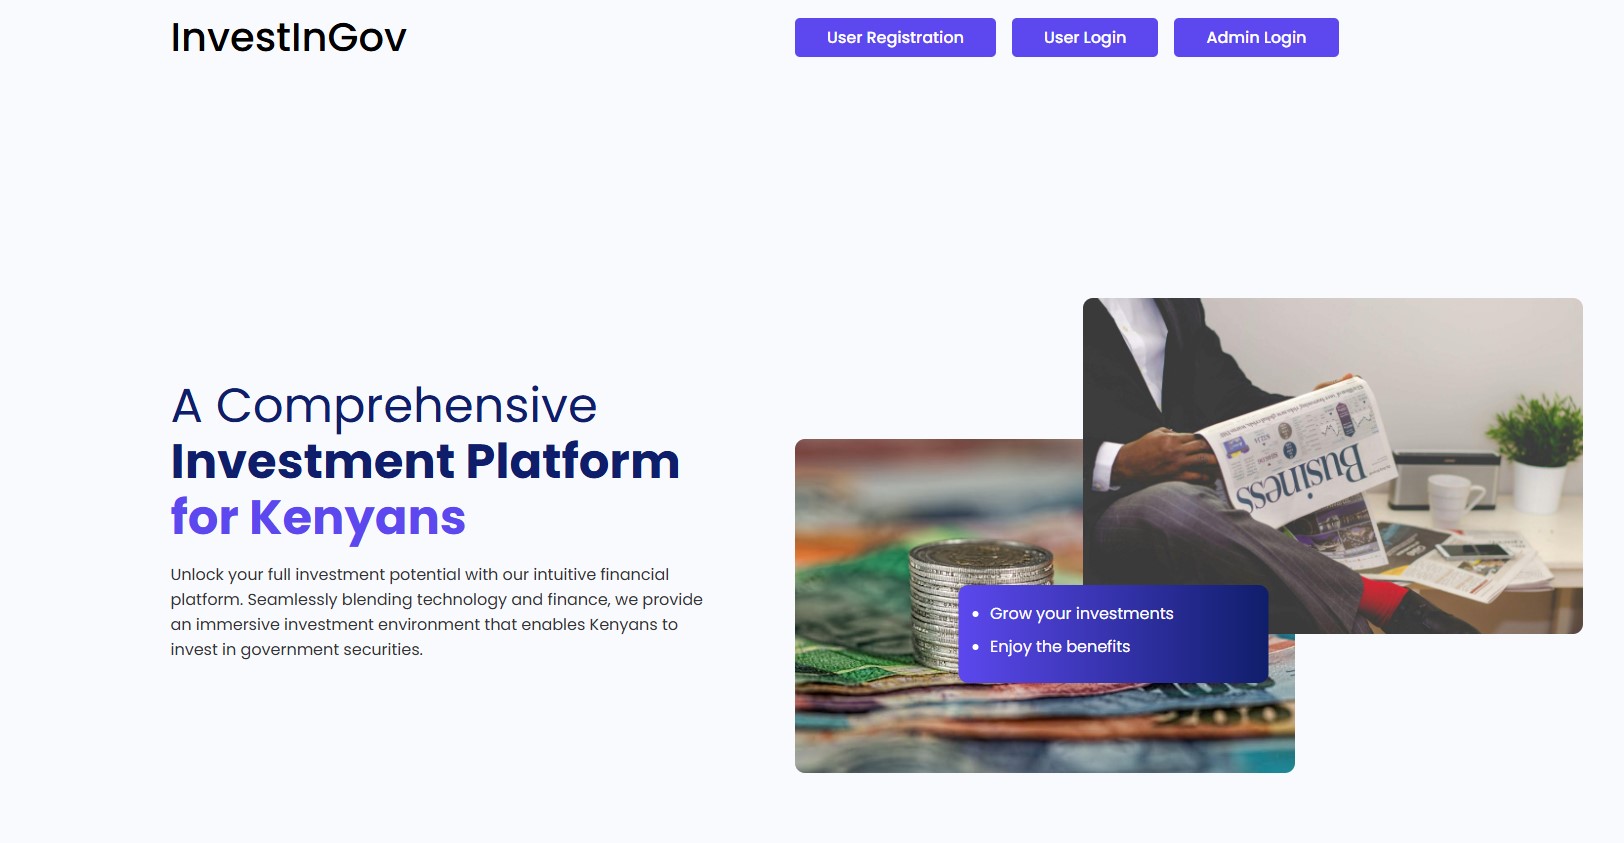 InvestInGov
User Registration
User Login
Admin Login
A Comprehensive
Investment Platform
for Kenyans
Unlock your full investment potential with our intuitive financial
platform. Seamlessly blending technology and finance, we provide
an immersive investment environment that enables Kenyans to
invest in government securities.
Business
Grow your investments
Enjoy the benefits